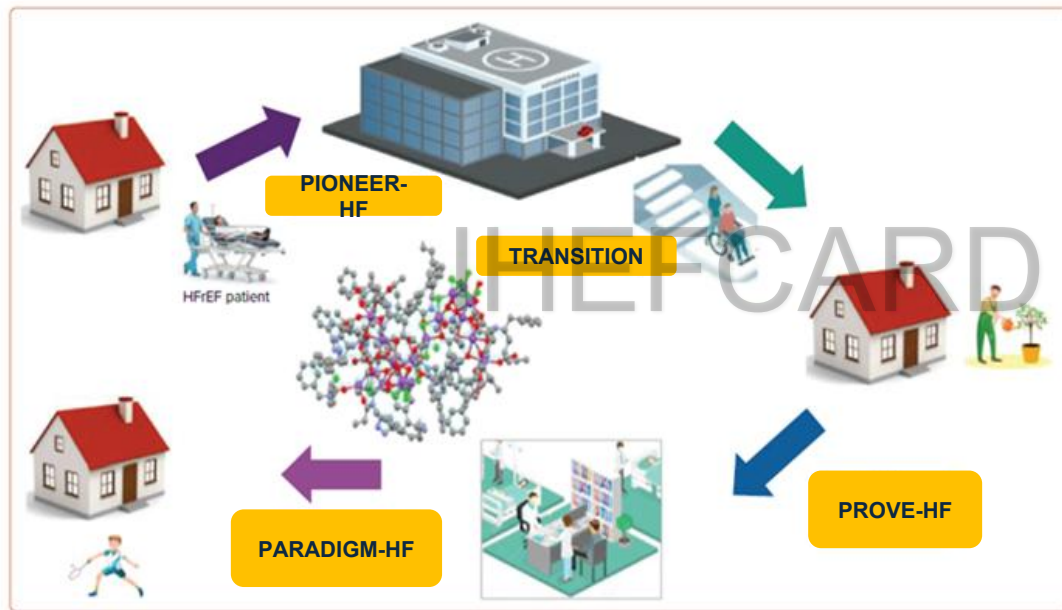 PIONEER-
HF
TRANSITION
IHEFCARD
HFrEF patient
PROVE-HF
PARADIGM-HF